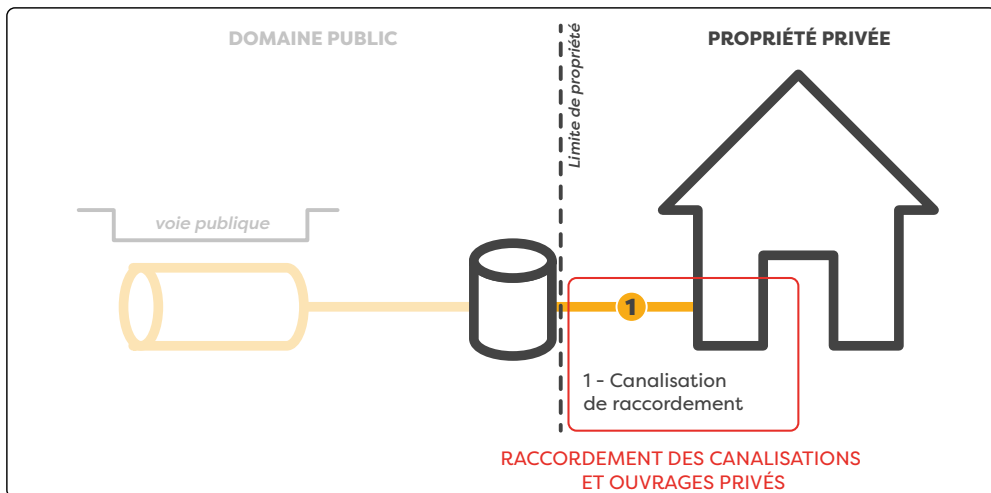 DOMAINE PUBLIC
Limite de propriété
PROPRIÉTÉ PRIVÉE
voie publique
1
1 - Canalisation
de raccordement
RACCORDEMENT DES CANALISATIONS
ET OUVRAGES PRIVÉS